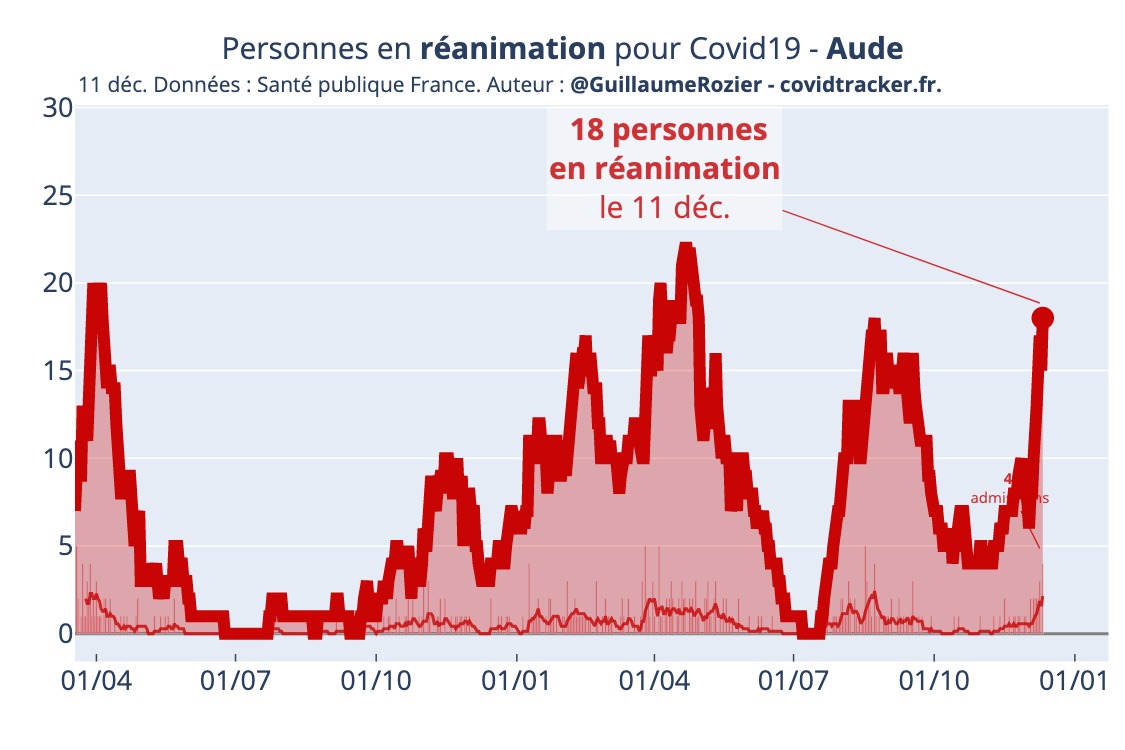 Personnes en réanimation pour Covid19 - Aude
11 déc. Données : Santé publique France. Auteur : @GuillaumeRozier - covidtracker.fr.
30
18 personnes
en réanimation
le 11 déc.
25
20
15
10
4
5
0
01/04 01/07 01/10 01/01 01/04 01/07 01/10 01/01